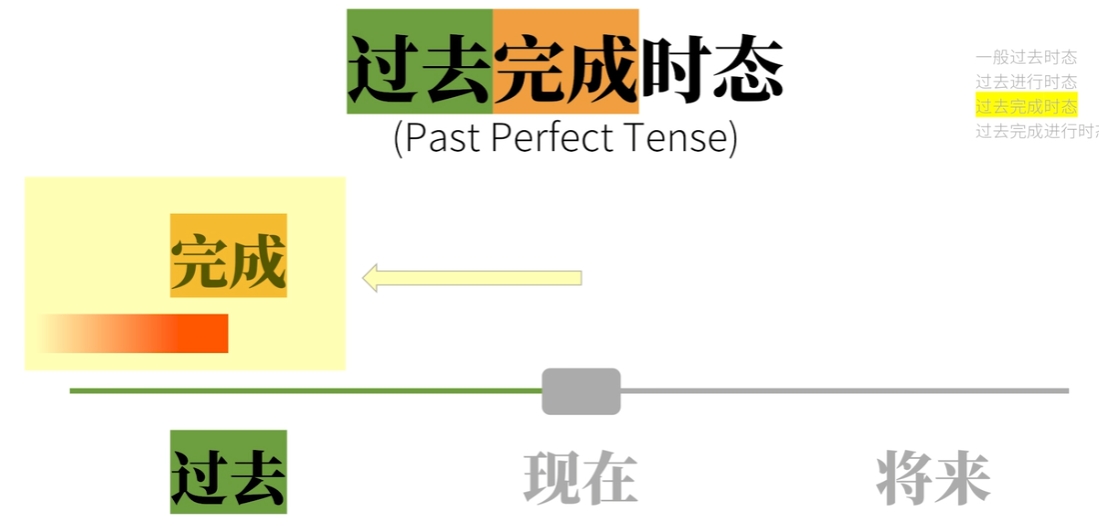 过去完成时态
(Past Perfect Tense)
一般过去时态
过去进行时态
过去完成时态
过去完成进行时态
完成
过去
现在
将来